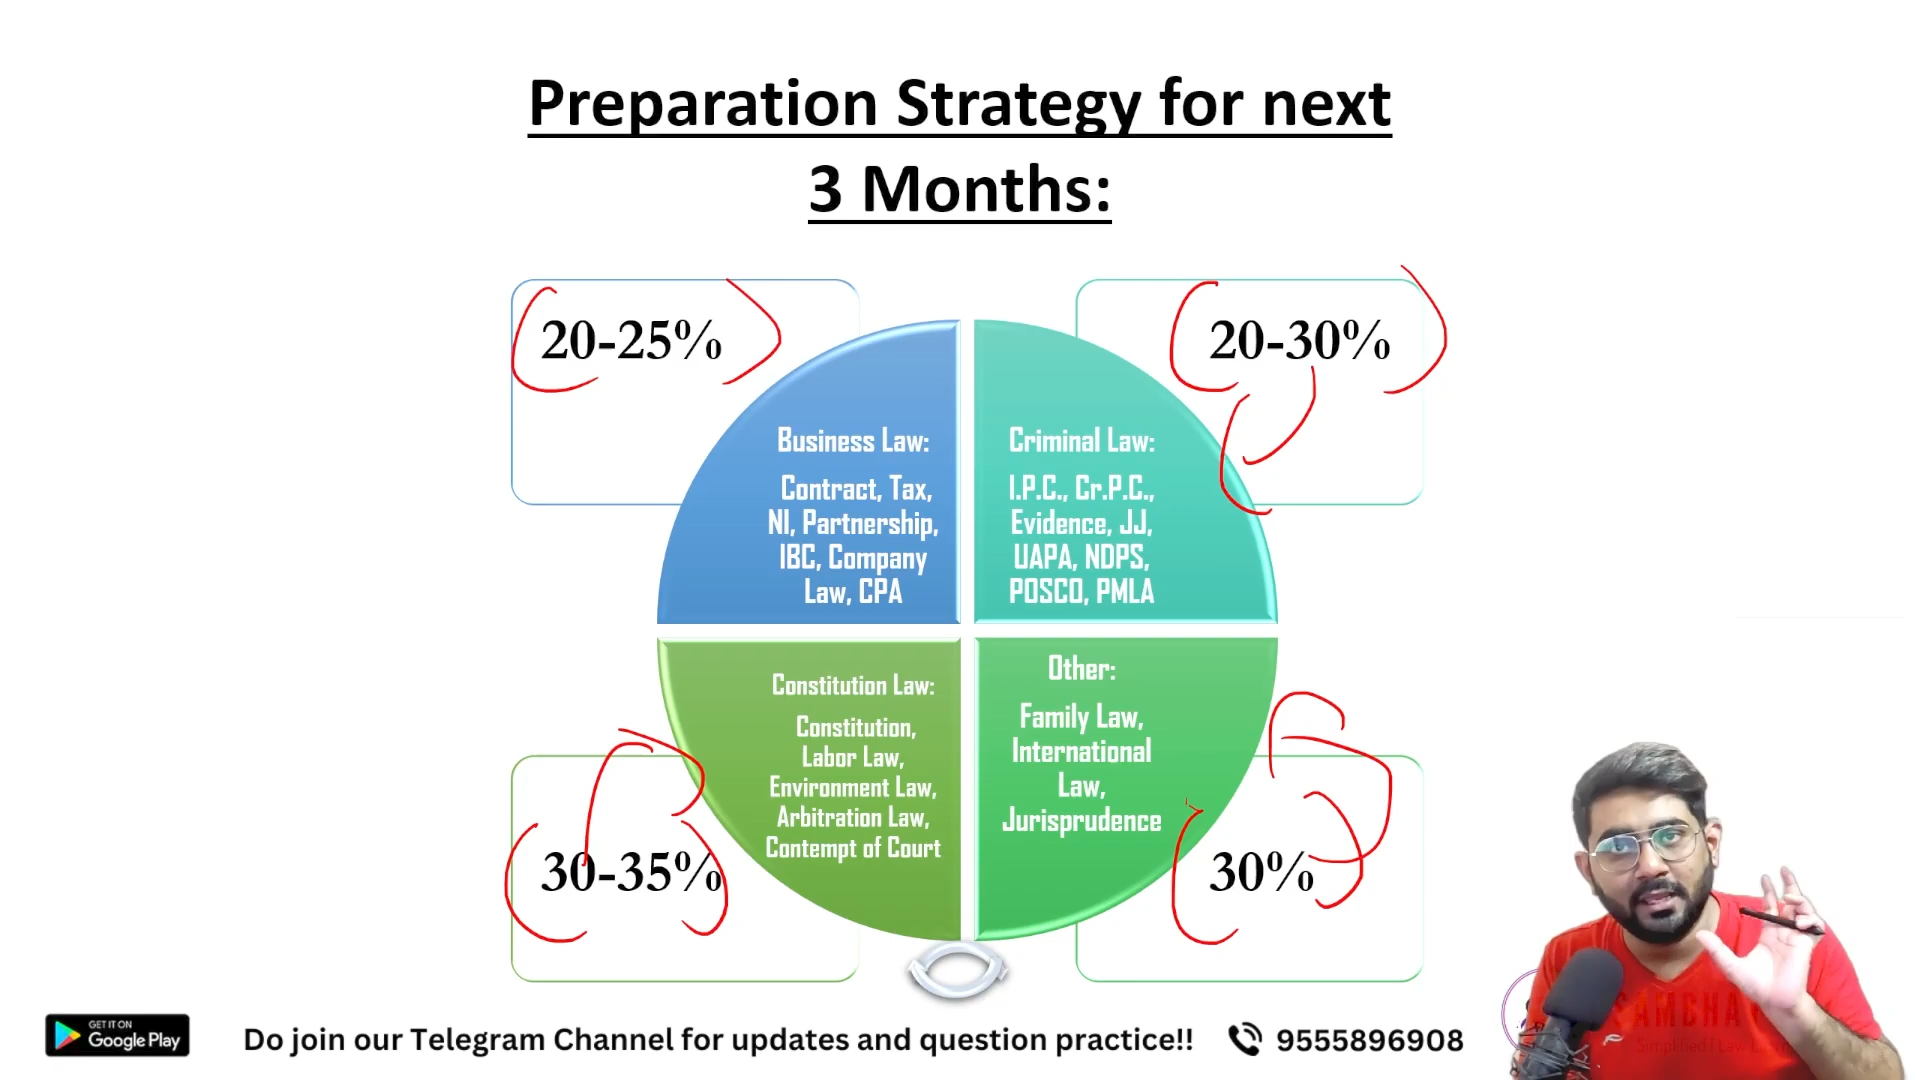 Preparation Strategy for next
3 Months:
20-25%
20-30%
Business Law:
Contract, Tax,
NI, Partnership,
IBC, Company
Law, CPA
Criminal Law:
I.P.C., Cr.P.C.,
Evidence, JJ,
UAPA, NDPS,
POSCO, PMLA
Constitution Law:
Constitution,
Labor Law,
Environment Law,
Arbitration Law,
Contempt of Court
Other:
Family Law,
International
Law,
Jurisprudence
30-35%
30%
GET IT ON
Google Play
Do join our Telegram Channel for updates and question practice!!
9555896908